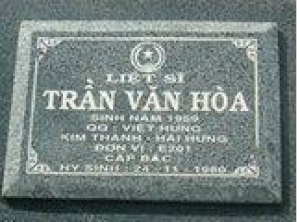 LIỆT SĨ
TRẦN VĂN HÒA
SINH NĂM 1959
QQ : VIỆT HƯNG
KIM THÀNH - HẢI HƯNG
ĐƠN VỊ : E201
CẤP BẬC
HY SINH : 24 - 11 - 1980